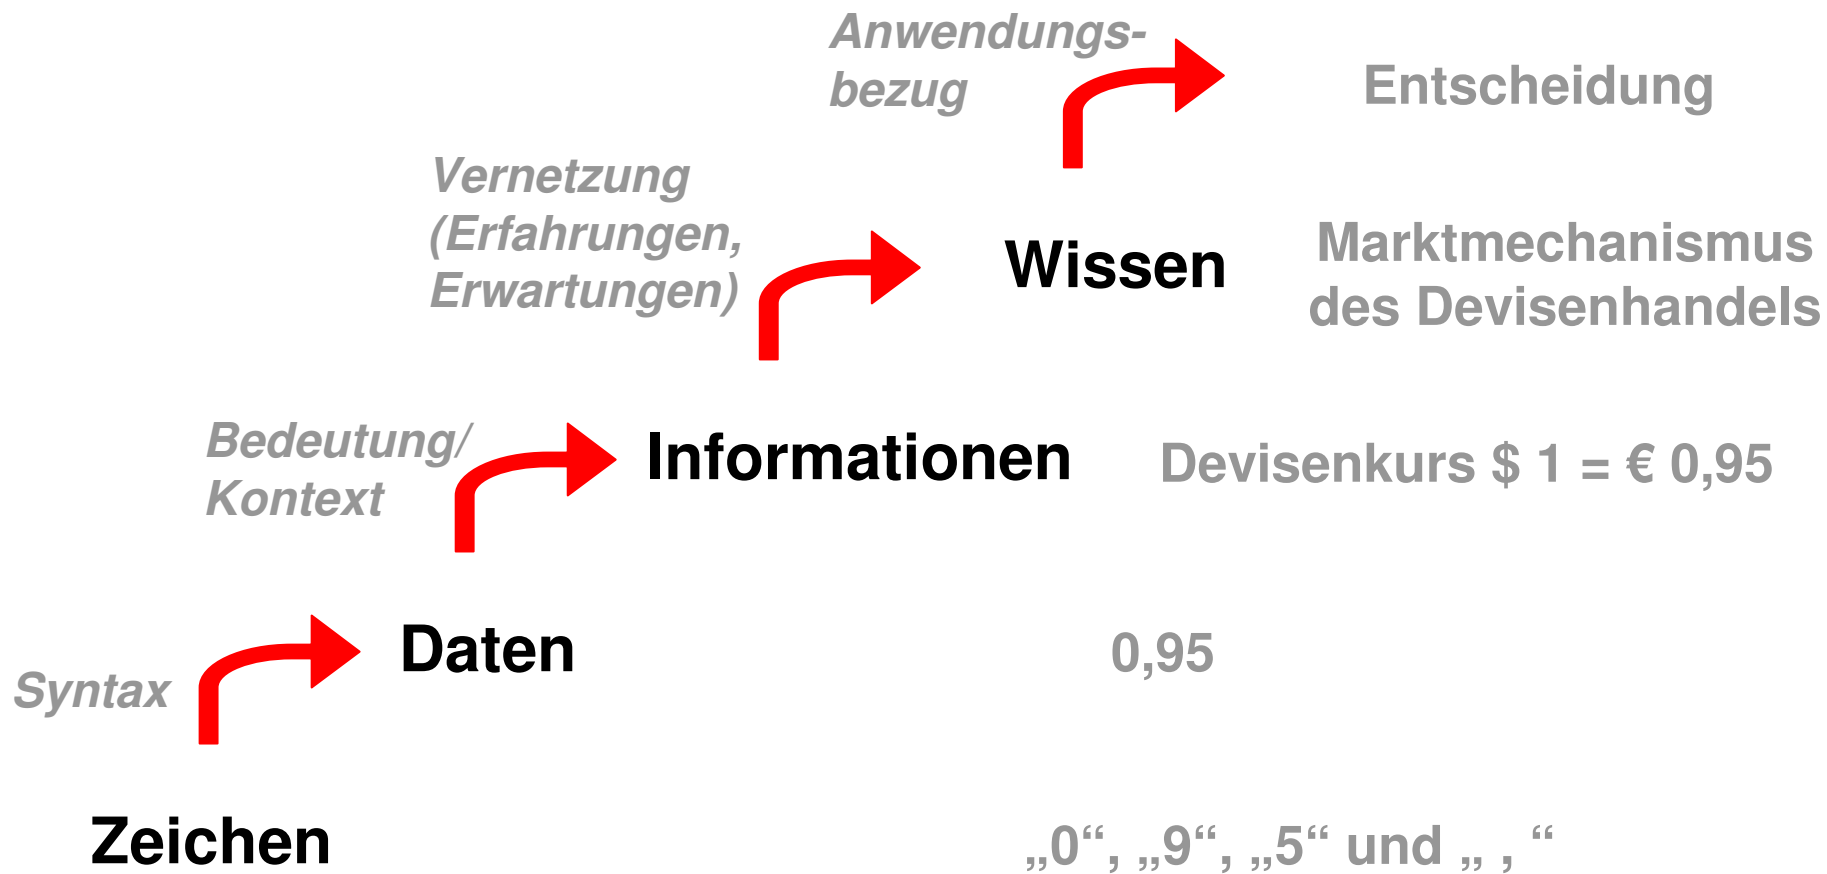 Anwendungs-
bezug
Entscheidung
Vernetzung
(Erfahrungen,
Erwartungen)
Wissen
Marktmechanismus
des Devisenhandels
Bedeutung/
Kontext
Informationen
Devisenkurs $ 1 = € 0,95
Syntax
Daten
0,95
Zeichen
„0“, „9“, „5“ und „ , “